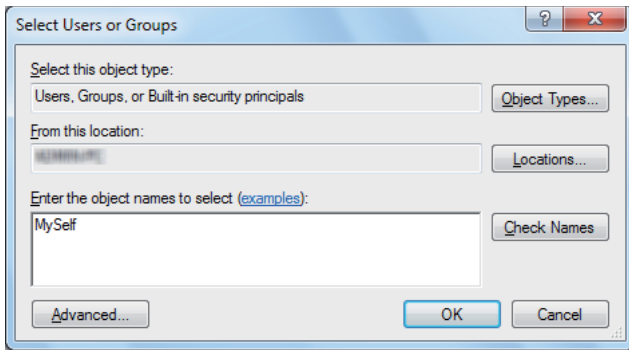 Select Users or Groups
Select this object type:
Users, Groups, or Built-in security principals
Object Types...
From this location:
Locations...
Enter the object names to select (examples):
MySelf
Check Names
Advanced...
OK
Cancel